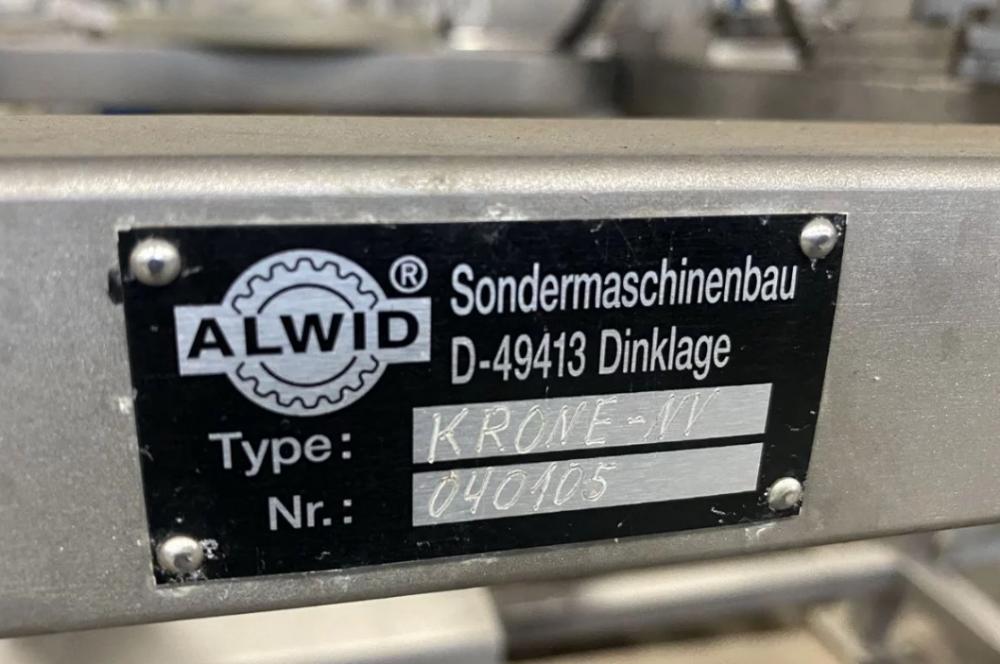 ALWID ®
Sondermaschinenbau
D-49413 Dinklage
Type: KRONE-NV
Nr.: 040105